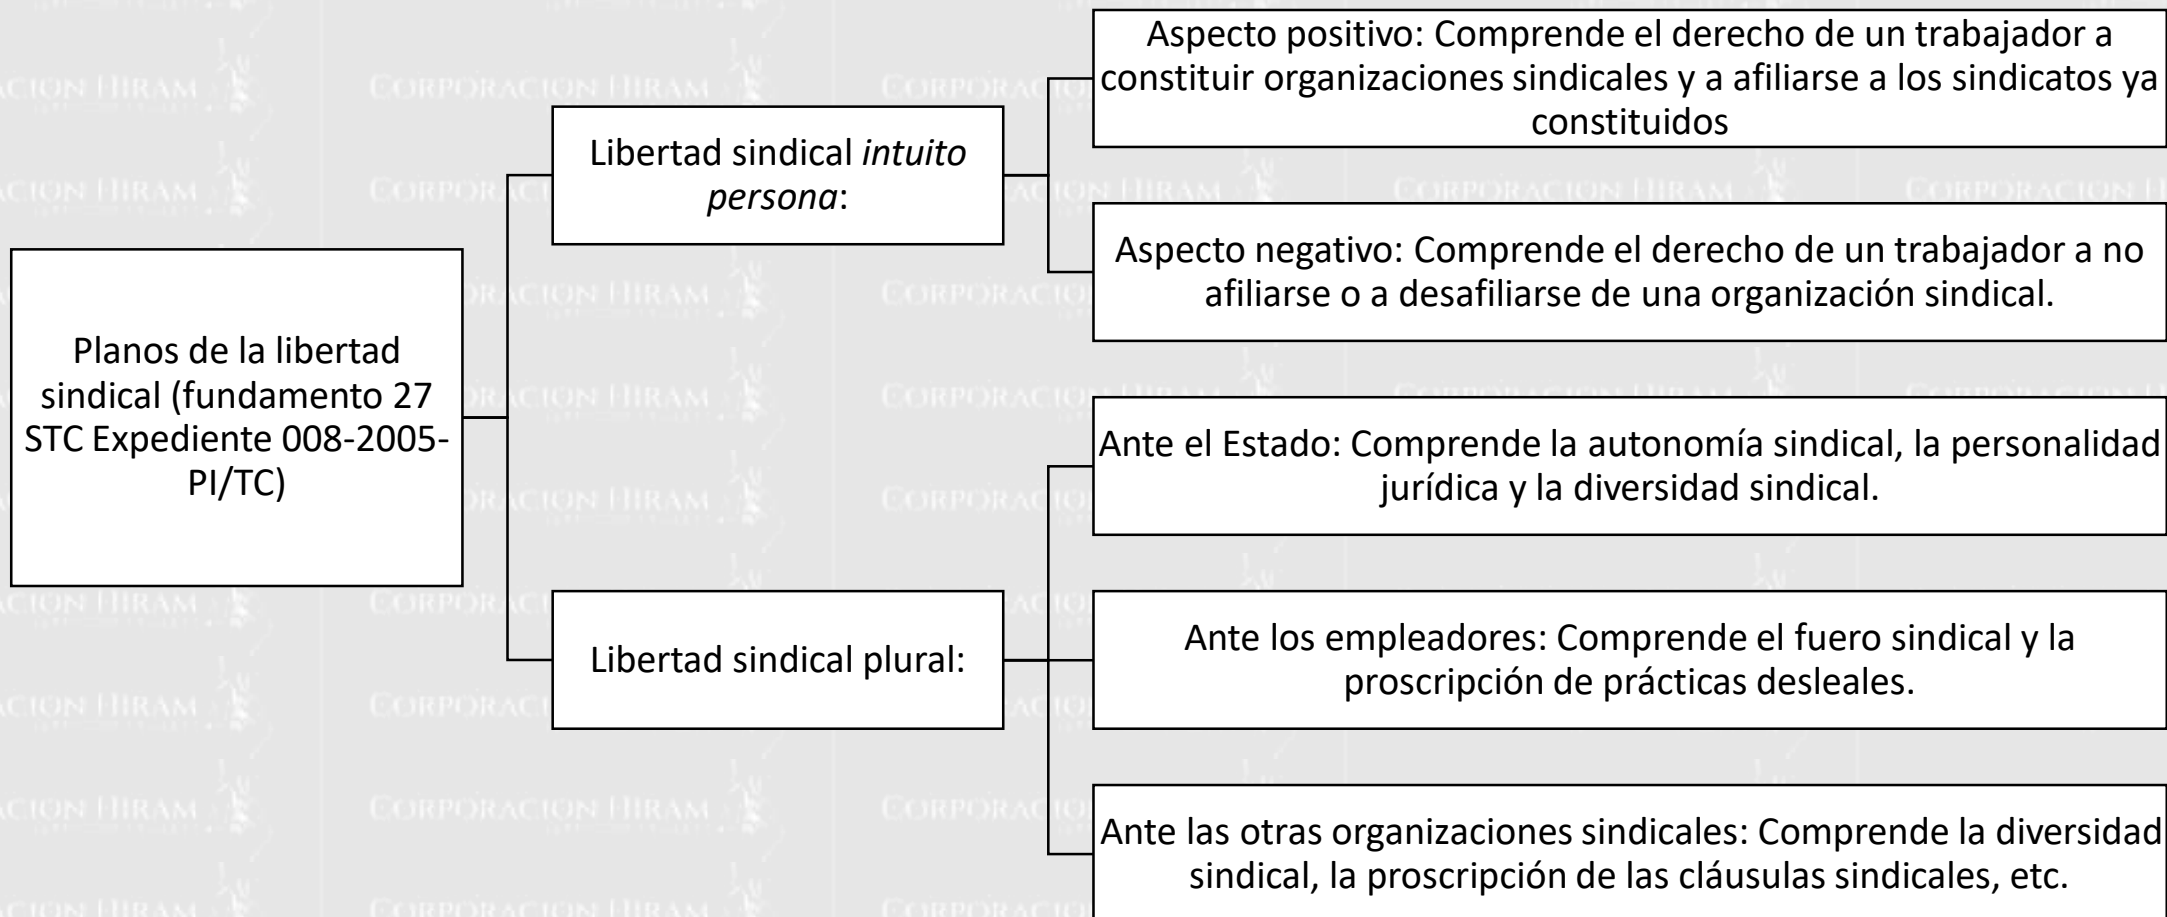 Planos de la libertad
sindical (fundamento 27
STC Expediente 008-2005-
PI/TC)
Libertad sindical intuito
persona:
Aspecto positivo: Comprende el derecho de un trabajador a
constituir organizaciones sindicales y a afiliarse a los sindicatos ya
constituidos
Aspecto negativo: Comprende el derecho de un trabajador a no
afiliarse o a desafiliarse de una organización sindical.
Libertad sindical plural:
Ante el Estado: Comprende la autonomía sindical, la personalidad
jurídica y la diversidad sindical.
Ante los empleadores: Comprende el fuero sindical y la
proscripción de prácticas desleales.
Ante las otras organizaciones sindicales: Comprende la diversidad
sindical, la proscripción de las cláusulas sindicales, etc.
CORPORACION HIRAM